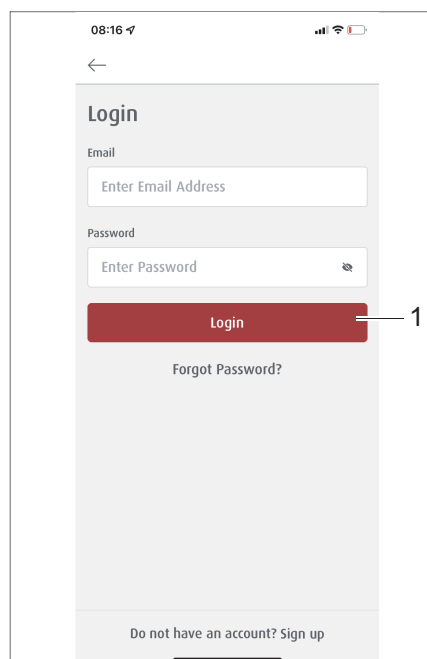 08:16
Login
Email
Enter Email Address
Password
Enter Password
Login
1
Forgot Password?
Do not have an account? Sign up